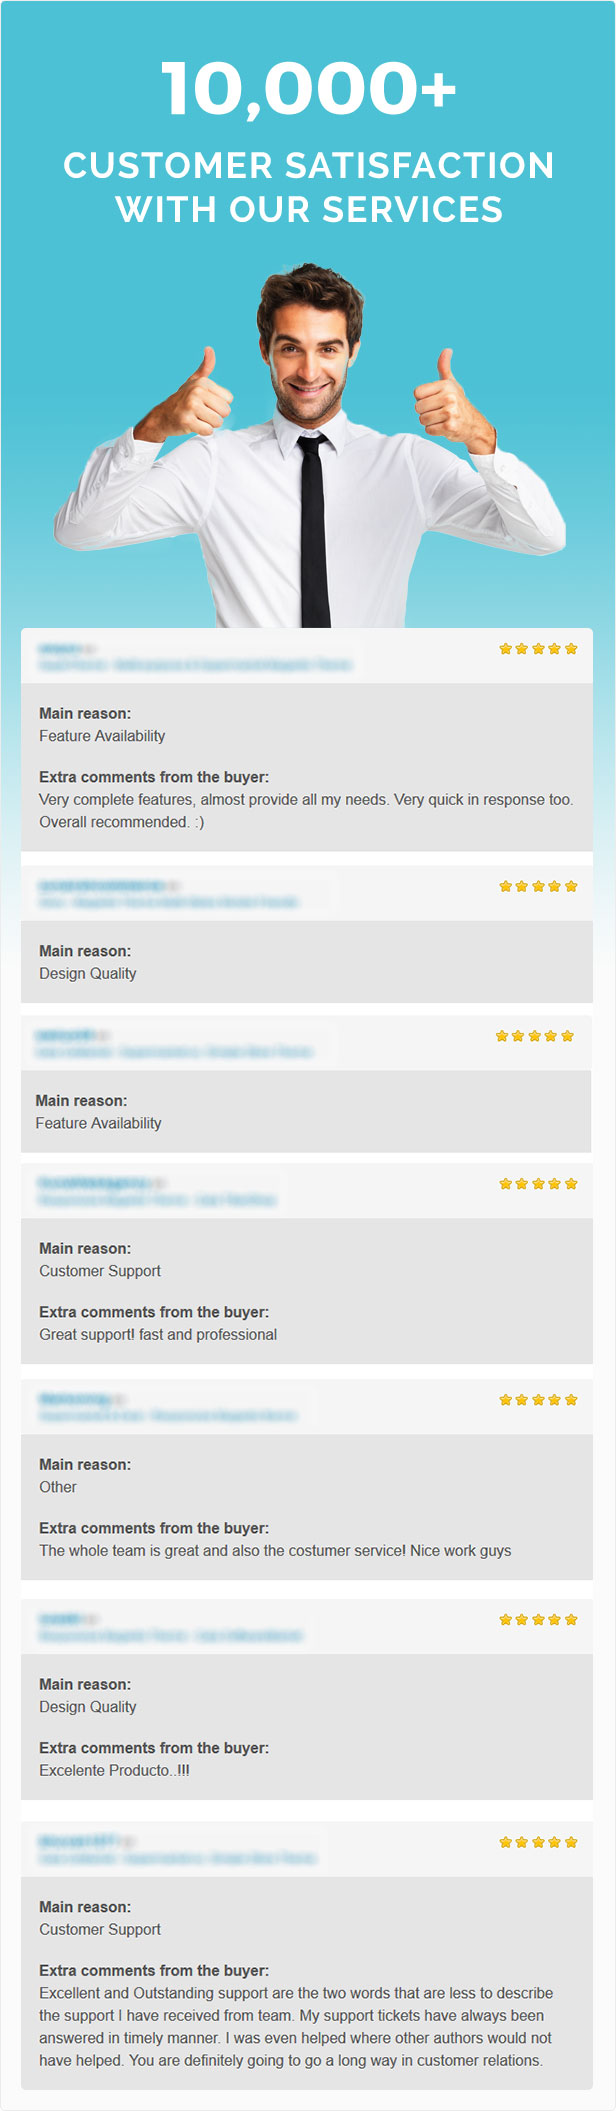 10,000+
CUSTOMER SATISFACTION
WITH OUR SERVICES
Main reason:
Feature Availability
Extra comments from the buyer:
Very complete features, almost provide all my needs. Very quick in response too.
Overall recommended. :)
Main reason:
Design Quality
Main reason:
Feature Availability
Main reason:
Customer Support
Extra comments from the buyer:
Great support! fast and professional
Main reason:
Other
Extra comments from the buyer:
The whole team is great and also the costumer service! Nice work guys
Main reason:
Design Quality
Extra comments from the buyer:
Excelente Producto..!!!
Main reason:
Customer Support
Extra comments from the buyer:
Excellent and Outstanding support are the two words that are less to describe
the support I have received from team. My support tickets have always been
answered in timely manner. I was even helped where other authors would not
have helped. You are definitely going to go a long way in customer relations.